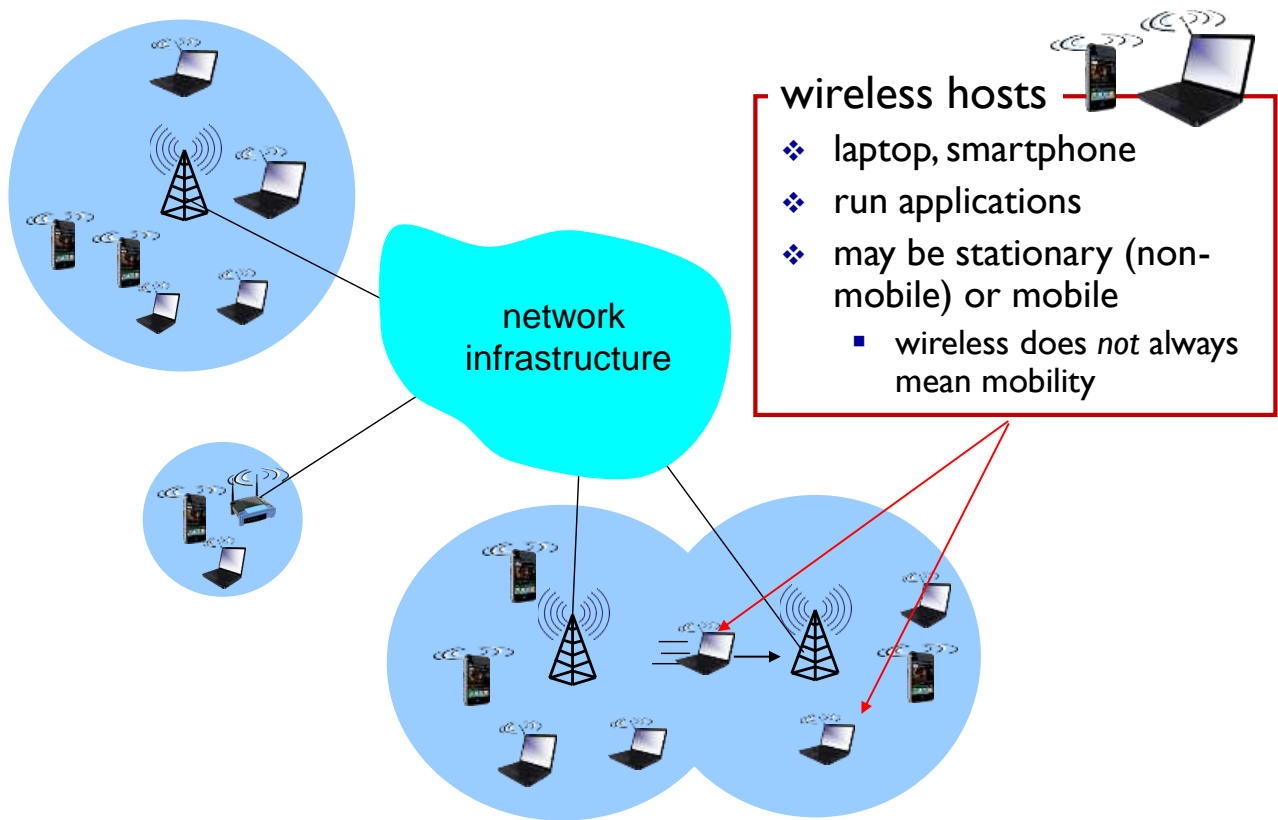 wireless hosts
❖ laptop, smartphone
❖ run applications
❖ may be stationary (non-
mobile) or mobile
▪ wireless does not always
mean mobility
network
infrastructure